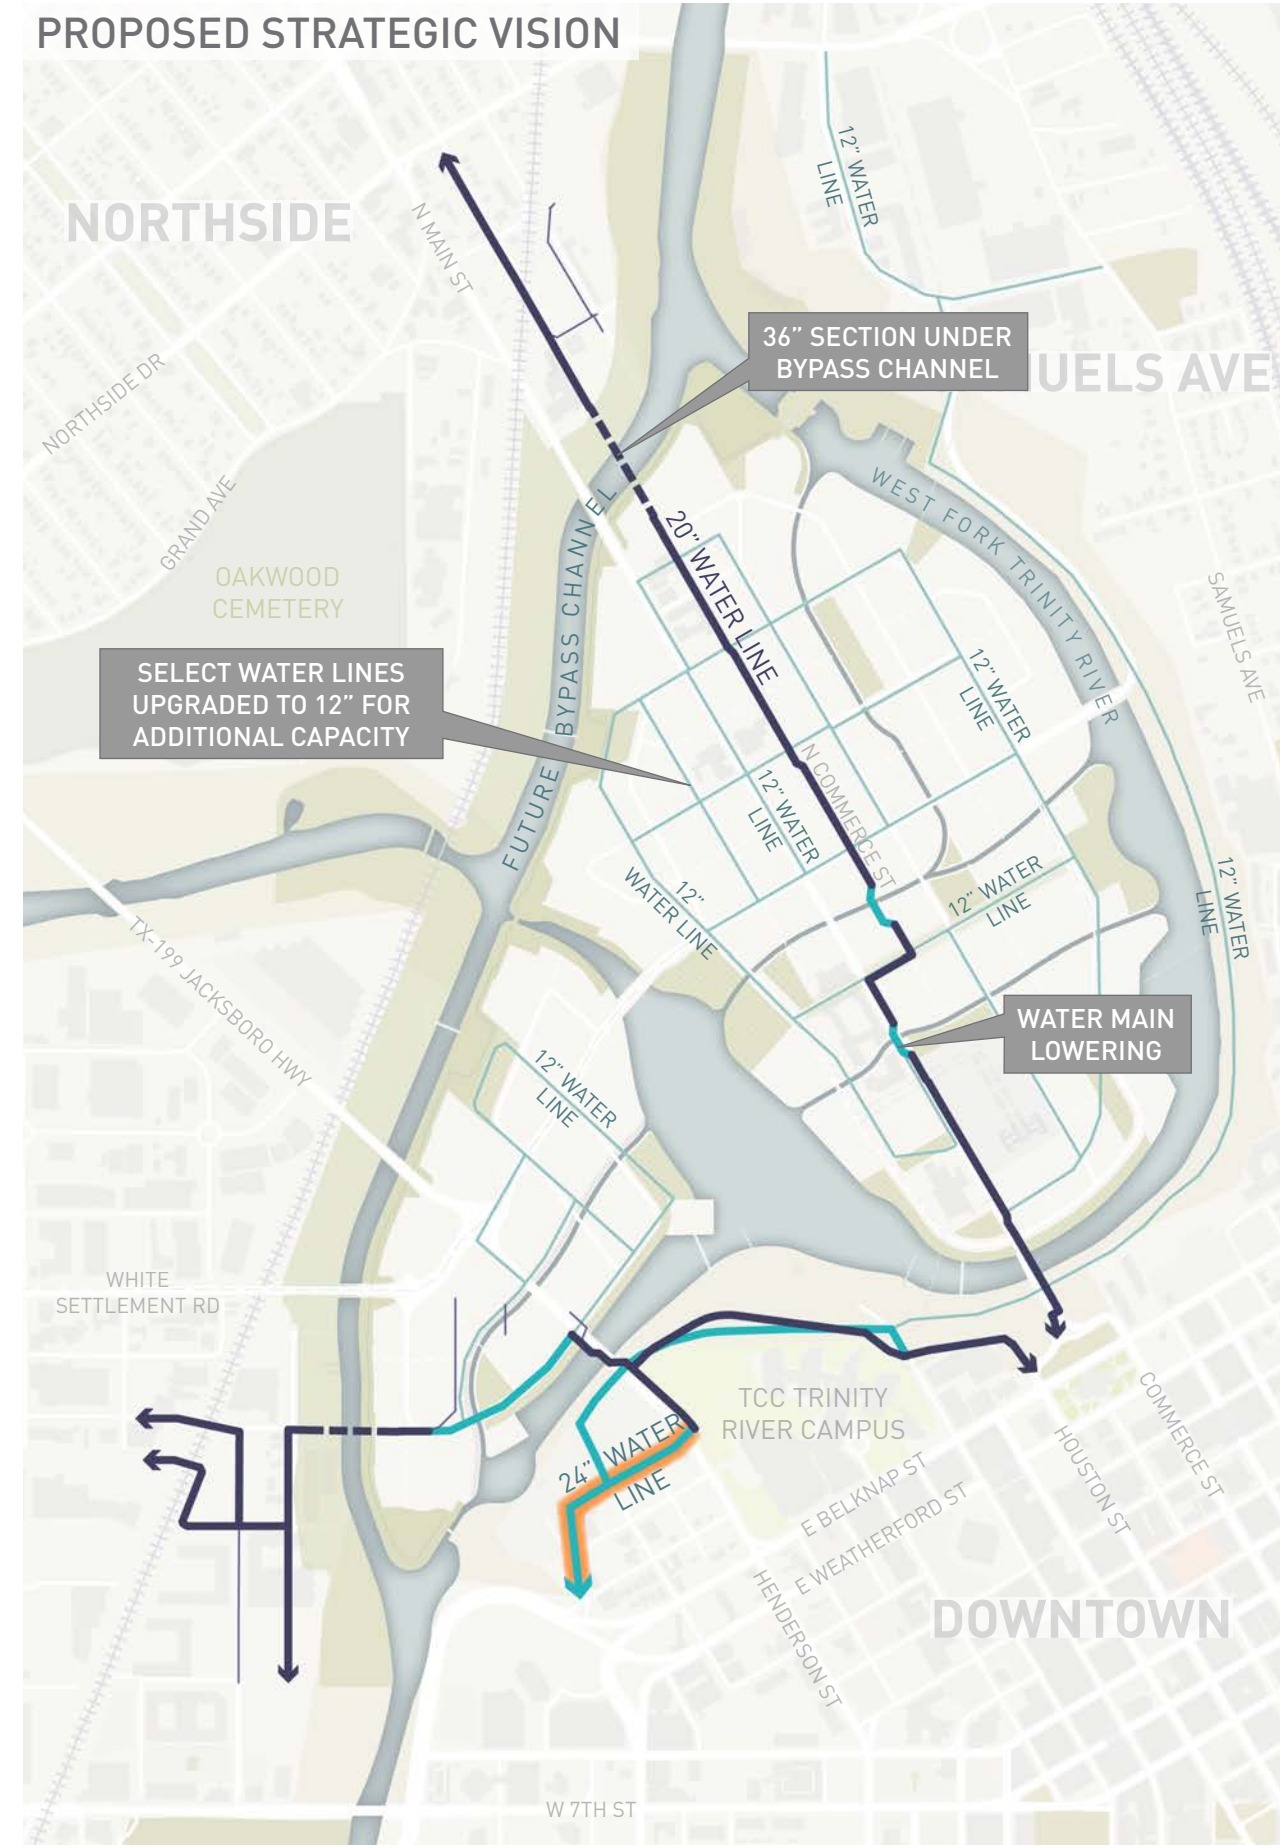 PROPOSED STRATEGIC VISION
12” WATER
LINE
NORTHSIDE
N MAIN ST
36” SECTION UNDER
BYPASS CHANNEL
UELS AVE
NORTHSIDE DR
GRAND AVE
WEST FORK TRINITY RIVER
20” WATER LINE
OAKWOOD
CEMETERY
SAMUELS AVE
FUTURE BYPASS CHANNEL
SELECT WATER LINES
UPGRADED TO 12” FOR
ADDITIONAL CAPACITY
12” WATER
LINE
N COMMERCE ST
12” WATER
LINE
12”
WATER LINE
12” WATER
LINE
12” WATER
LINE
TX-199 JACKSBORO HWY
WATER MAIN
LOWERING
12” WATER
LINE
WHITE
SETTLEMENT RD
TCC TRINITY
RIVER CAMPUS
24” WATER
LINE
COMMERCE ST
HOUSTON ST
E BELKNAP ST
E WEATHERFORD ST
HENDERSON ST
DOWNTOWN
W 7TH ST